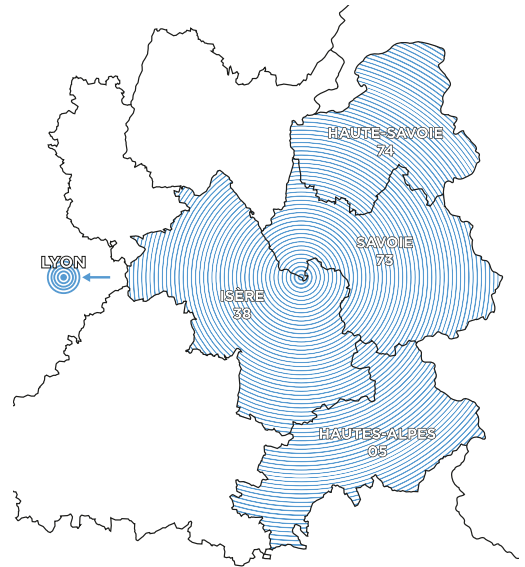 HAUTE-SAVOIE
74
SAVOIE
73
LYON
ISÈRE
38
HAUTES-ALPES
05